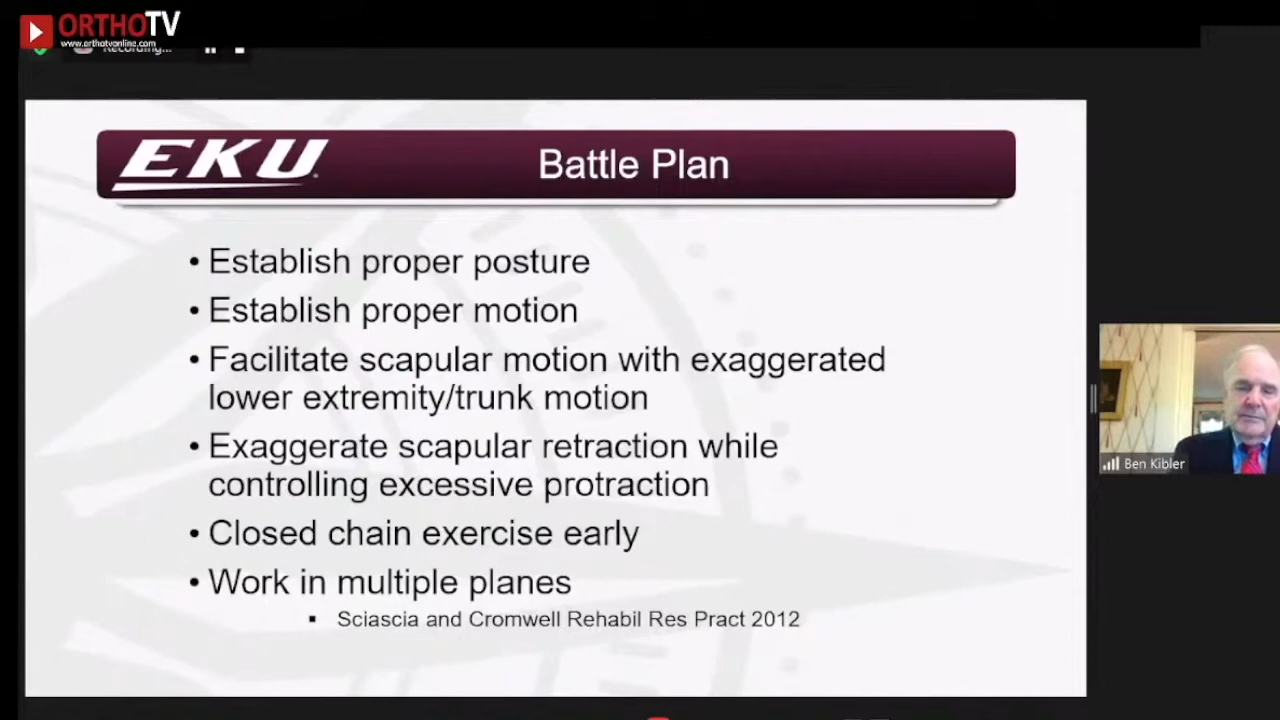 ORTHOTV
www.orthotvonline.com
Recording...
EKU
Battle Plan
• Establish proper posture
• Establish proper motion
• Facilitate scapular motion with exaggerated
lower extremity/trunk motion
• Exaggerate scapular retraction while
controlling excessive protraction
• Closed chain exercise early
• Work in multiple planes
▪ Sciascia and Cromwell Rehabil Res Pract 2012
Ben Kibler